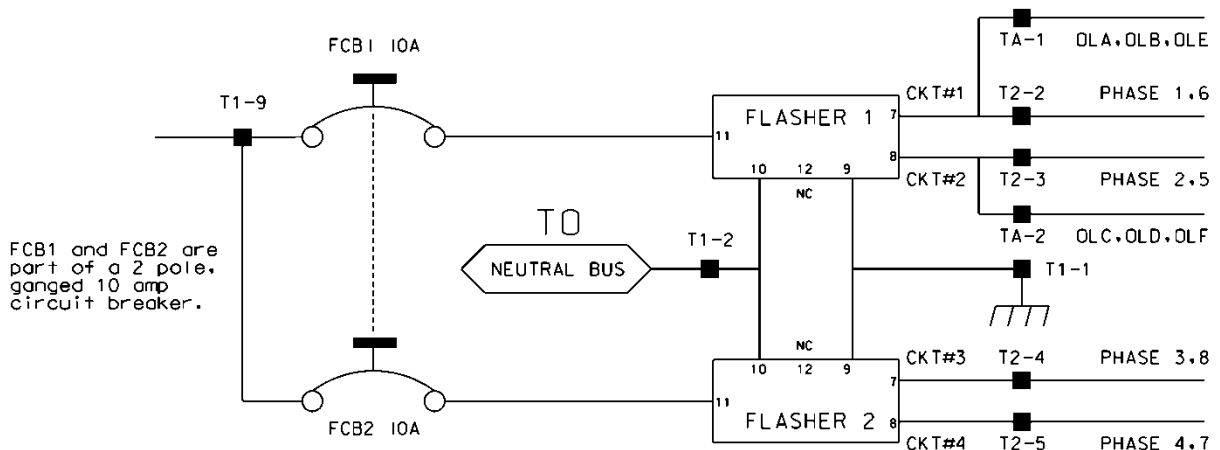 FCB1 10A
TA-1 OLA,OLB,OLE
T1-9
CKT#1 T2-2 PHASE 1,6
FLASHER 1
7
11
8
10 12 9
NC
CKT#2 T2-3 PHASE 2,5
TA-2 OLC,OLD,OLF
TO
NEUTRAL BUS
T1-2
T1-1
FCB1 and FCB2 are
part of a 2 pole,
ganged 10 amp
circuit breaker.
NC
10 12 9
CKT#3 T2-4 PHASE 3,8
7
11
FLASHER 2
8
FCB2 10A
CKT#4 T2-5 PHASE 4,7